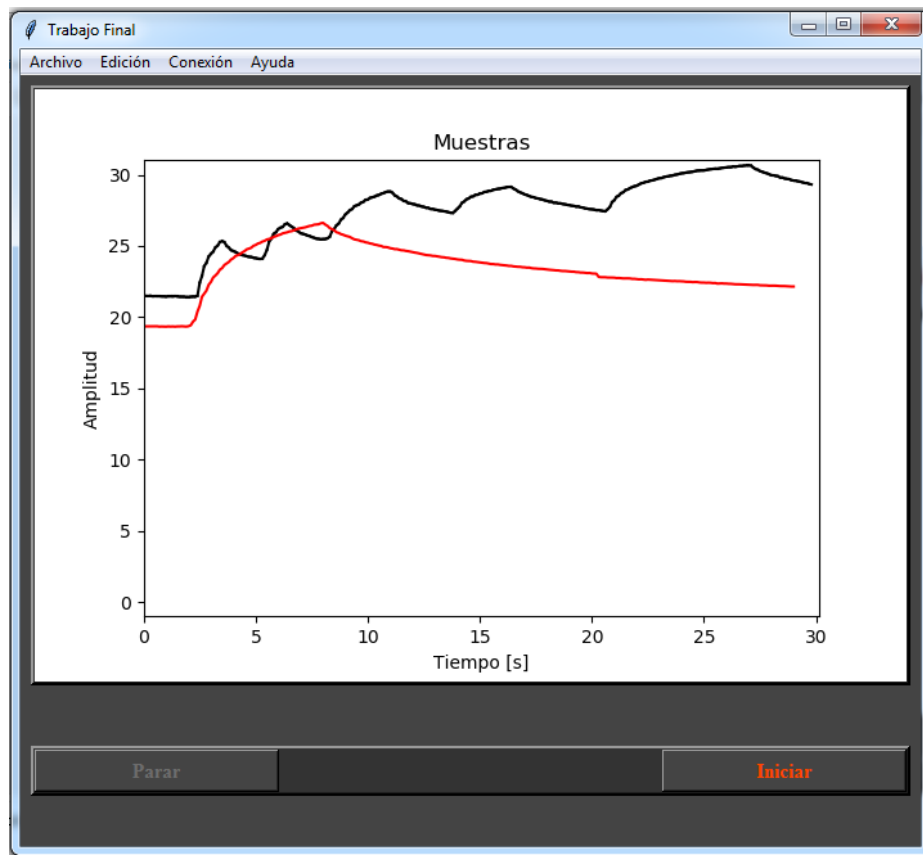 Trabajo Final
Archivo Edición Conexión Ayuda
Muestras
30
25
20
15
10
5
0
Amplitud
0 5 10 15 20 25 30
Tiempo [s]
Parar Iniciar